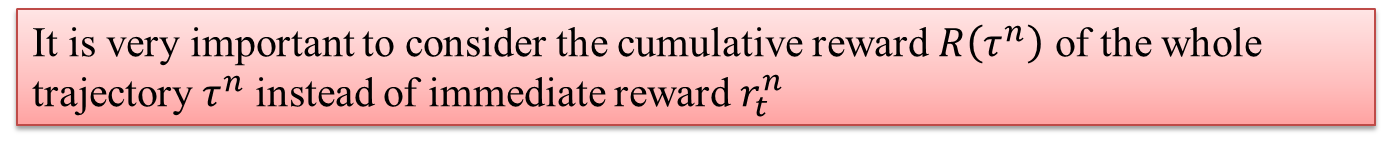 It is very important to consider the cumulative reward 𝑅(𝜏ⁿ) of the whole
trajectory 𝜏ⁿ instead of immediate reward 𝑟ₜⁿ